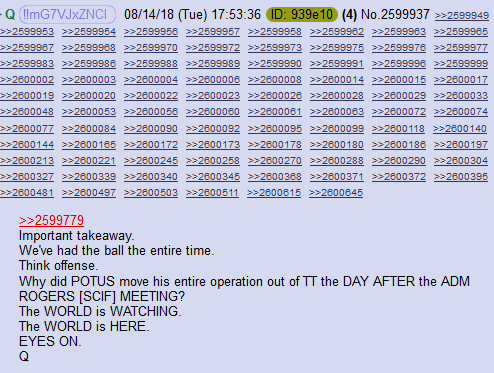 Q !!mG7VJxZNCI 08/14/18 (Tue) 17:53:36 ID: 939e10 (4) No.2599937 >>2599949
>>2599953 >>2599954 >>2599956 >>2599957 >>2599958 >>2599962 >>2599963 >>2599965
>>2599967 >>2599968 >>2599970 >>2599972 >>2599973 >>2599975 >>2599976 >>2599977
>>2599983 >>2599986 >>2599988 >>2599989 >>2599990 >>2599991 >>2599996 >>2599999
>>2600002 >>2600003 >>2600004 >>2600006 >>2600008 >>2600014 >>2600015 >>2600017
>>2600019 >>2600020 >>2600022 >>2600023 >>2600026 >>2600028 >>2600029 >>2600033
>>2600048 >>2600053 >>2600056 >>2600060 >>2600061 >>2600063 >>2600072 >>2600074
>>2600077 >>2600084 >>2600090 >>2600092 >>2600095 >>2600099 >>2600118 >>2600140
>>2600144 >>2600165 >>2600172 >>2600173 >>2600178 >>2600180 >>2600186 >>2600197
>>2600213 >>2600221 >>2600245 >>2600258 >>2600270 >>2600288 >>2600290 >>2600304
>>2600327 >>2600339 >>2600340 >>2600345 >>2600368 >>2600371 >>2600372 >>2600395
>>2600481 >>2600497 >>2600503 >>2600511 >>2600615 >>2600645
>>2599779
Important takeaway.
We've had the ball the entire time.
Think offense.
Why did POTUS move his entire operation out of TT the DAY AFTER the ADM
ROGERS [SCIF] MEETING?
The WORLD is WATCHING.
The WORLD is HERE.
EYES ON.
Q